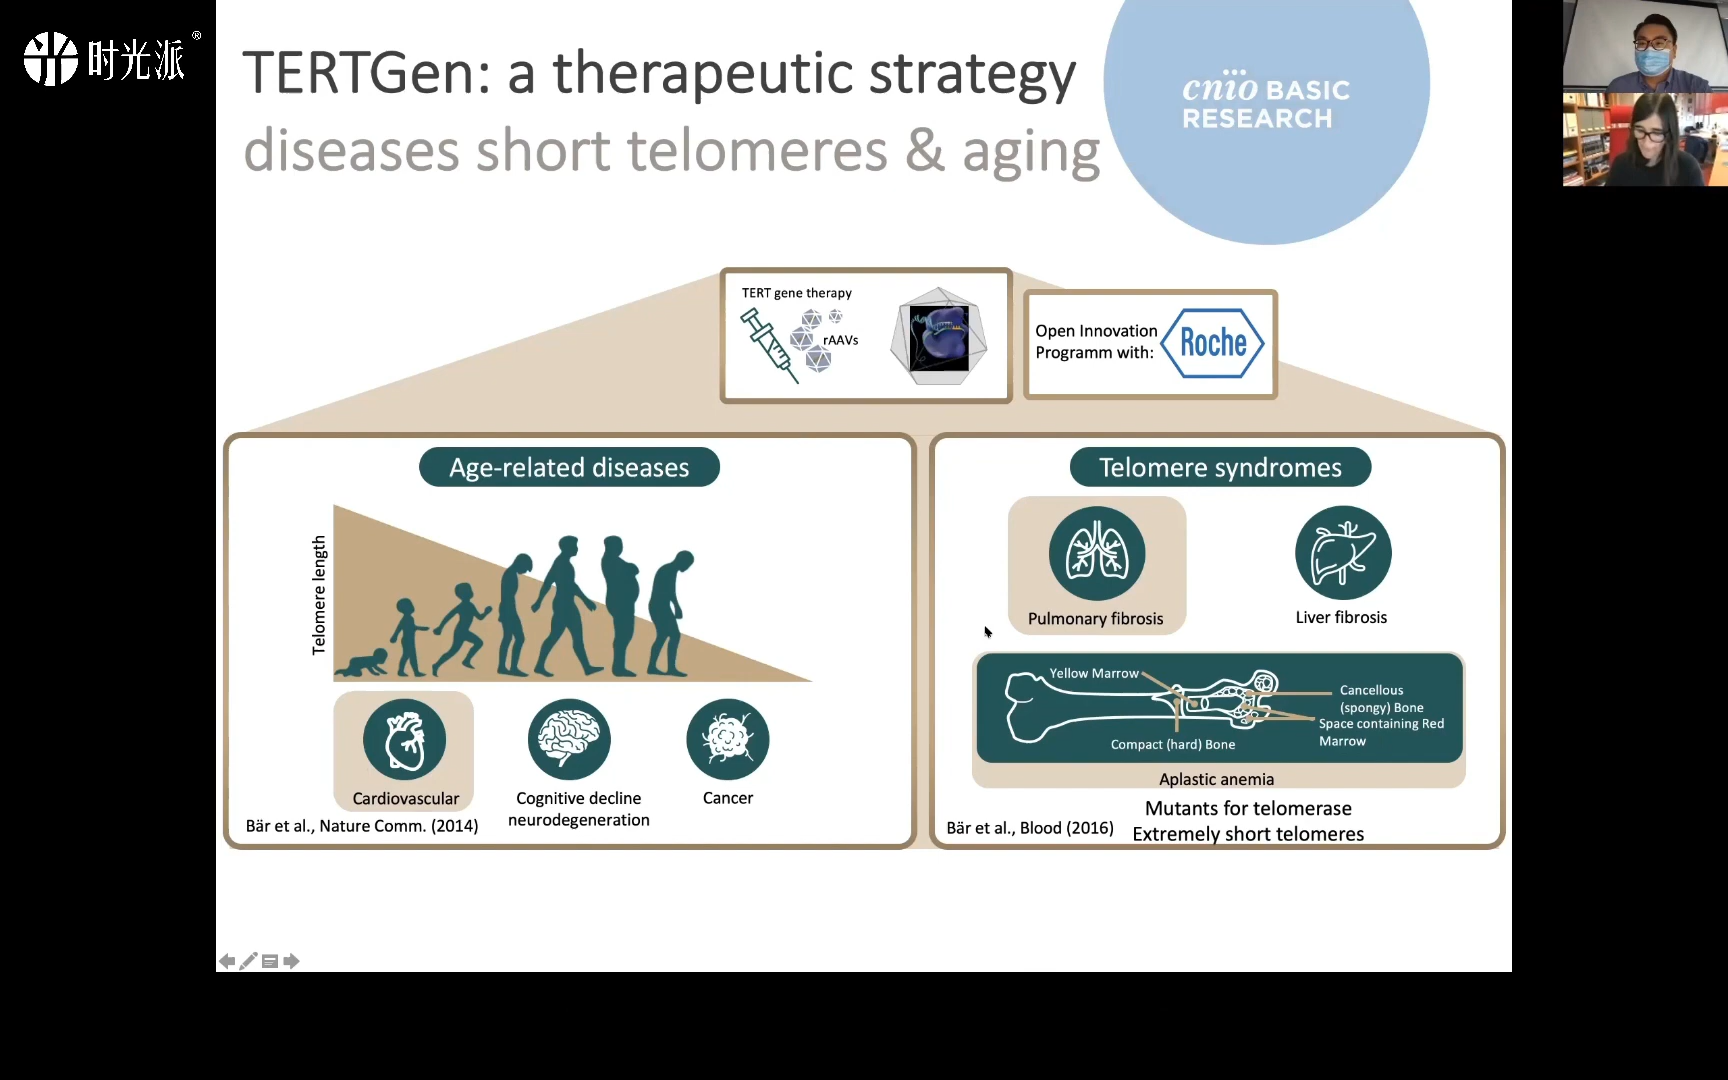 时光派®
TERTGen: a therapeutic strategy
diseases short telomeres & aging
cnio BASIC
RESEARCH
TERT gene therapy
rAAVs
Open Innovation
Programm with:
Roche
Age-related diseases
Telomere length
Cardiovascular
Cognitive decline
neurodegeneration
Cancer
Bär et al., Nature Comm. (2014)
Telomere syndromes
Pulmonary fibrosis
Liver fibrosis
Yellow Marrow
Cancellous
(spongy) Bone
Space containing Red
Marrow
Compact (hard) Bone
Aplastic anemia
Mutants for telomerase
Extremely short telomeres
Bär et al., Blood (2016)